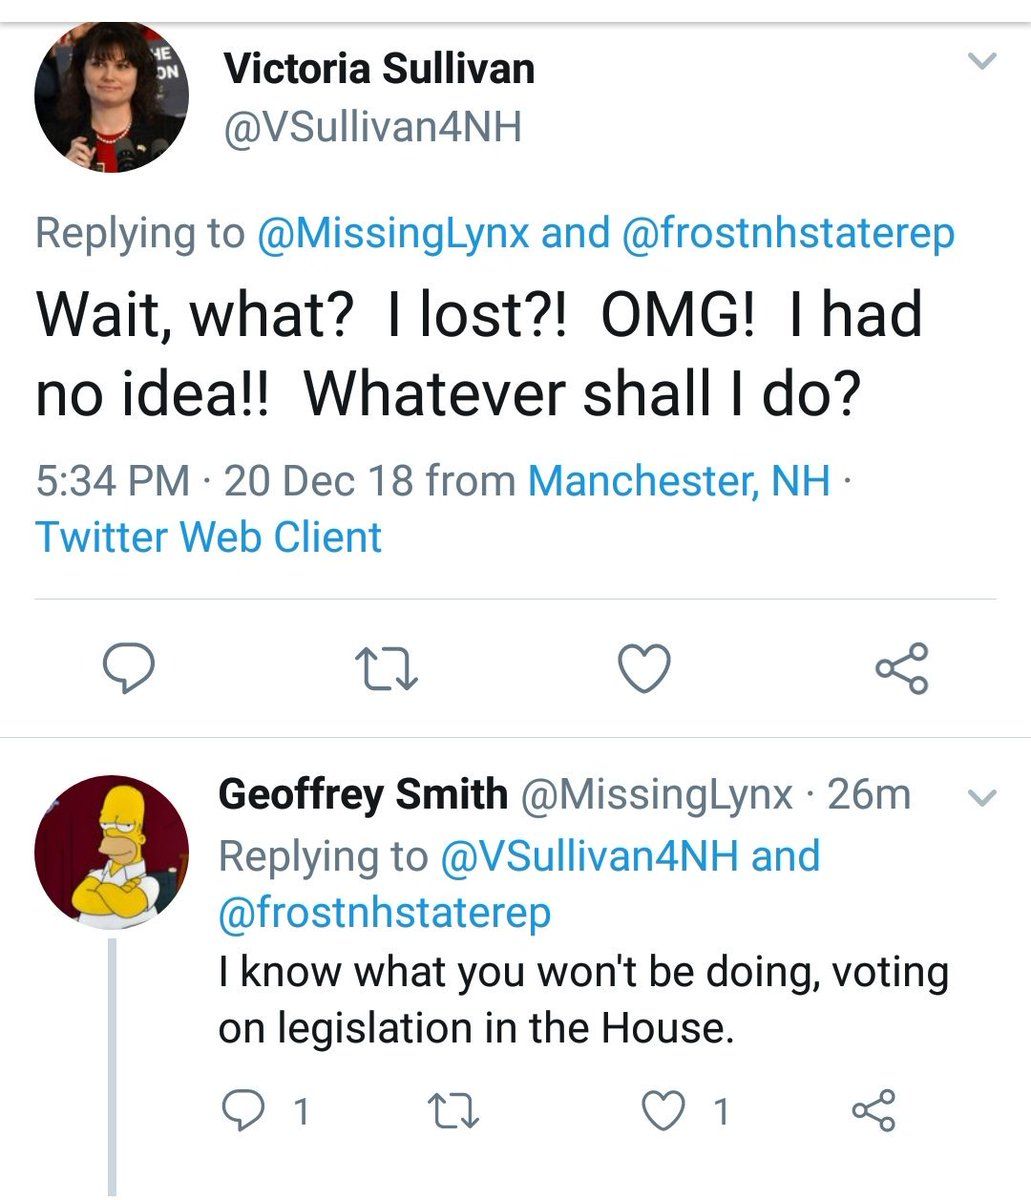 HE
ON
Victoria Sullivan
@VSullivan4NH
Replying to @MissingLynx and @frostnhstaterep
Wait, what?  I lost?!  OMG!  I had
no idea!!  Whatever shall I do?
5:34 PM · 20 Dec 18 from Manchester, NH ·
Twitter Web Client
Geoffrey Smith @MissingLynx · 26m
Replying to @VSullivan4NH and
@frostnhstaterep
I know what you won't be doing, voting
on legislation in the House.
1 1